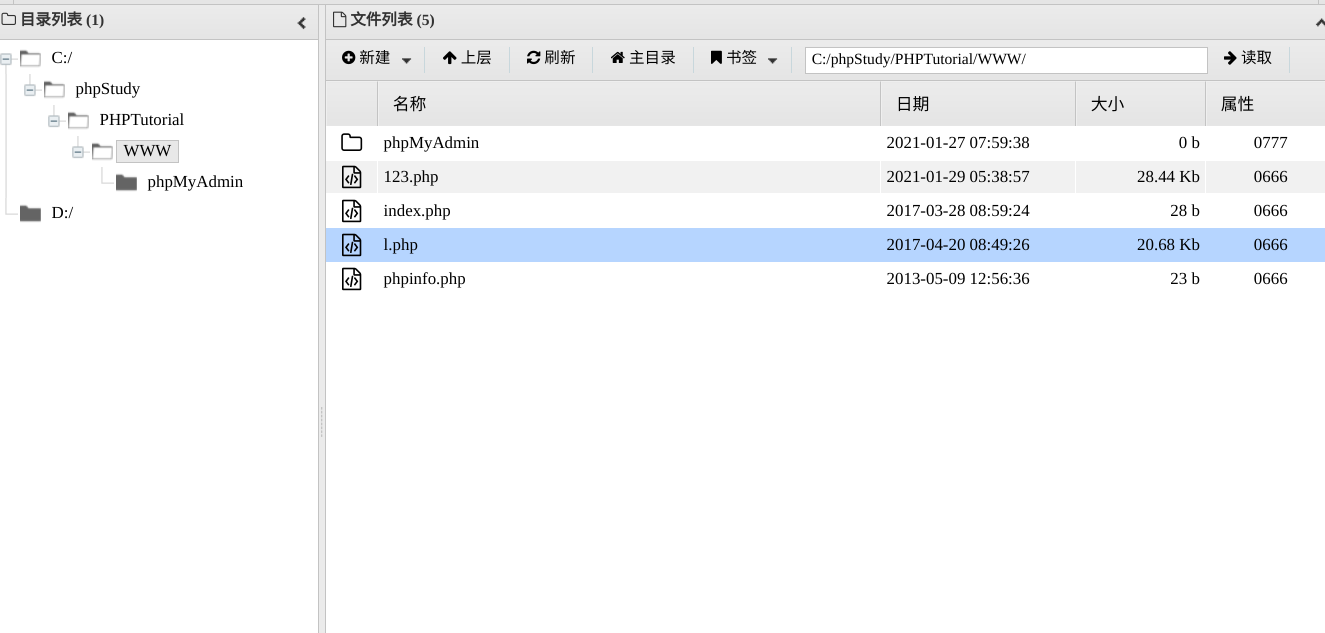 目录列表 (1)
C:/
phpStudy
PHPTutorial
WWW
phpMyAdmin
D:/
文件列表 (5)
新建 上层 刷新 主目录 书签 C:/phpStudy/PHPTutorial/WWW/ 读取
名称 日期 大小 属性
phpMyAdmin 2021-01-27 07:59:38 0 b 0777
123.php 2021-01-29 05:38:57 28.44 Kb 0666
index.php 2017-03-28 08:59:24 28 b 0666
l.php 2017-04-20 08:49:26 20.68 Kb 0666
phpinfo.php 2013-05-09 12:56:36 23 b 0666